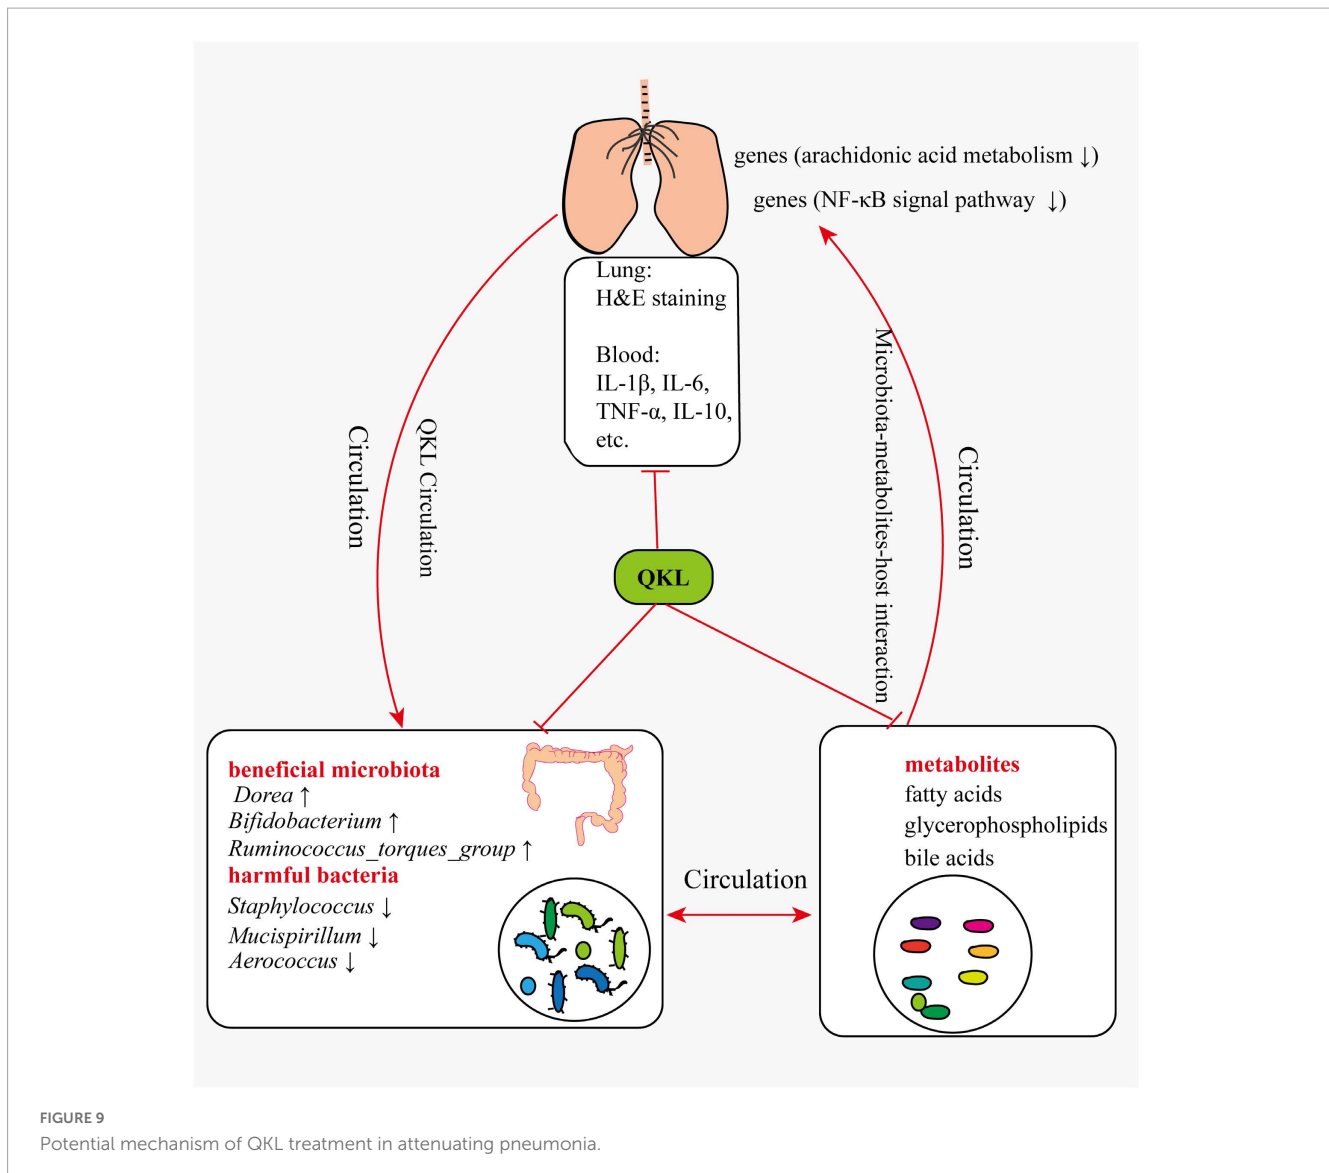 genes (arachidonic acid metabolism ↓)
genes (NF-κB signal pathway ↓)
Lung:
H&E staining
Blood:
IL-1β, IL-6,
TNF-α, IL-10,
etc.
Circulation
QKL Circulation
Microbiota-metabolites-host interaction
Circulation
QKL
beneficial microbiota
Dorea ↑
Bifidobacterium ↑
Ruminococcus_torques_group ↑
harmful bacteria
Staphylococcus ↓
Mucispirillum ↓
Aerococcus ↓
Circulation
metabolites
fatty acids
glycerophospholipids
bile acids
FIGURE 9
Potential mechanism of QKL treatment in attenuating pneumonia.